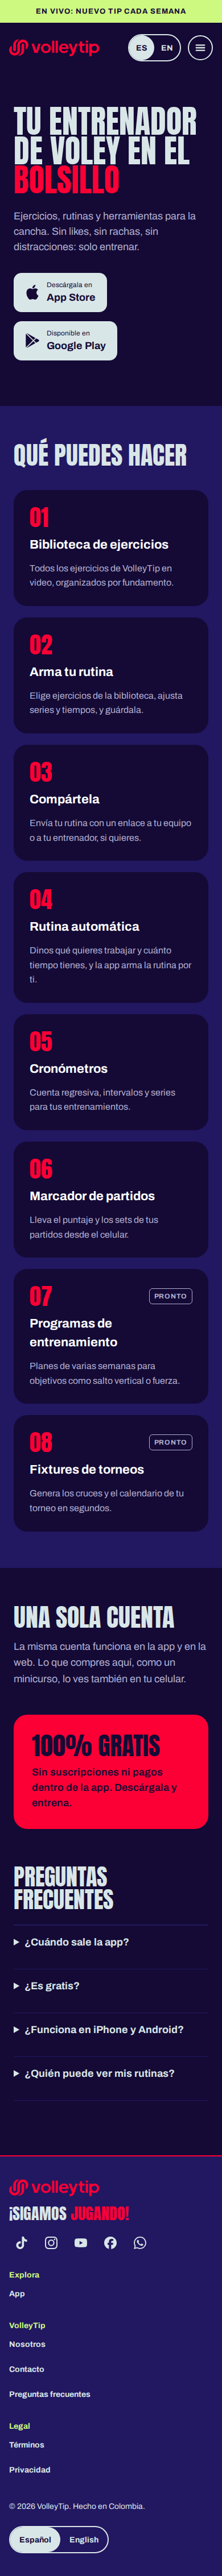 EN VIVO: NUEVO TIP CADA SEMANA
volleytip
ES EN
TU ENTRENADOR
DE VOLEY EN EL
BOLSILLO
Ejercicios, rutinas y herramientas para la
cancha. Sin likes, sin rachas, sin
distracciones: solo entrenar.
Descárgala en
App Store
Disponible en
Google Play
QUÉ PUEDES HACER
01
Biblioteca de ejercicios
Todos los ejercicios de VolleyTip en
video, organizados por fundamento.
02
Arma tu rutina
Elige ejercicios de la biblioteca, ajusta
series y tiempos, y guárdala.
03
Compártela
Envía tu rutina con un enlace a tu equipo
o a tu entrenador, si quieres.
04
Rutina automática
Dinos qué quieres trabajar y cuánto
tiempo tienes, y la app arma la rutina por
ti.
05
Cronómetros
Cuenta regresiva, intervalos y series
para tus entrenamientos.
06
Marcador de partidos
Lleva el puntaje y los sets de tus
partidos desde el celular.
07
PRONTO
Programas de
entrenamiento
Planes de varias semanas para
objetivos como salto vertical o fuerza.
08
PRONTO
Fixtures de torneos
Genera los cruces y el calendario de tu
torneo en segundos.
UNA SOLA CUENTA
La misma cuenta funciona en la app y en la
web. Lo que compres aquí, como un
minicurso, lo ves también en tu celular.
100% GRATIS
Sin suscripciones ni pagos
dentro de la app. Descárgala y
entrena.
PREGUNTAS
FRECUENTES
¿Cuándo sale la app?
¿Es gratis?
¿Funciona en iPhone y Android?
¿Quién puede ver mis rutinas?
volleytip
¡SIGAMOS JUGANDO!
Explora
App
VolleyTip
Nosotros
Contacto
Preguntas frecuentes
Legal
Términos
Privacidad
© 2026 VolleyTip. Hecho en Colombia.
Español English